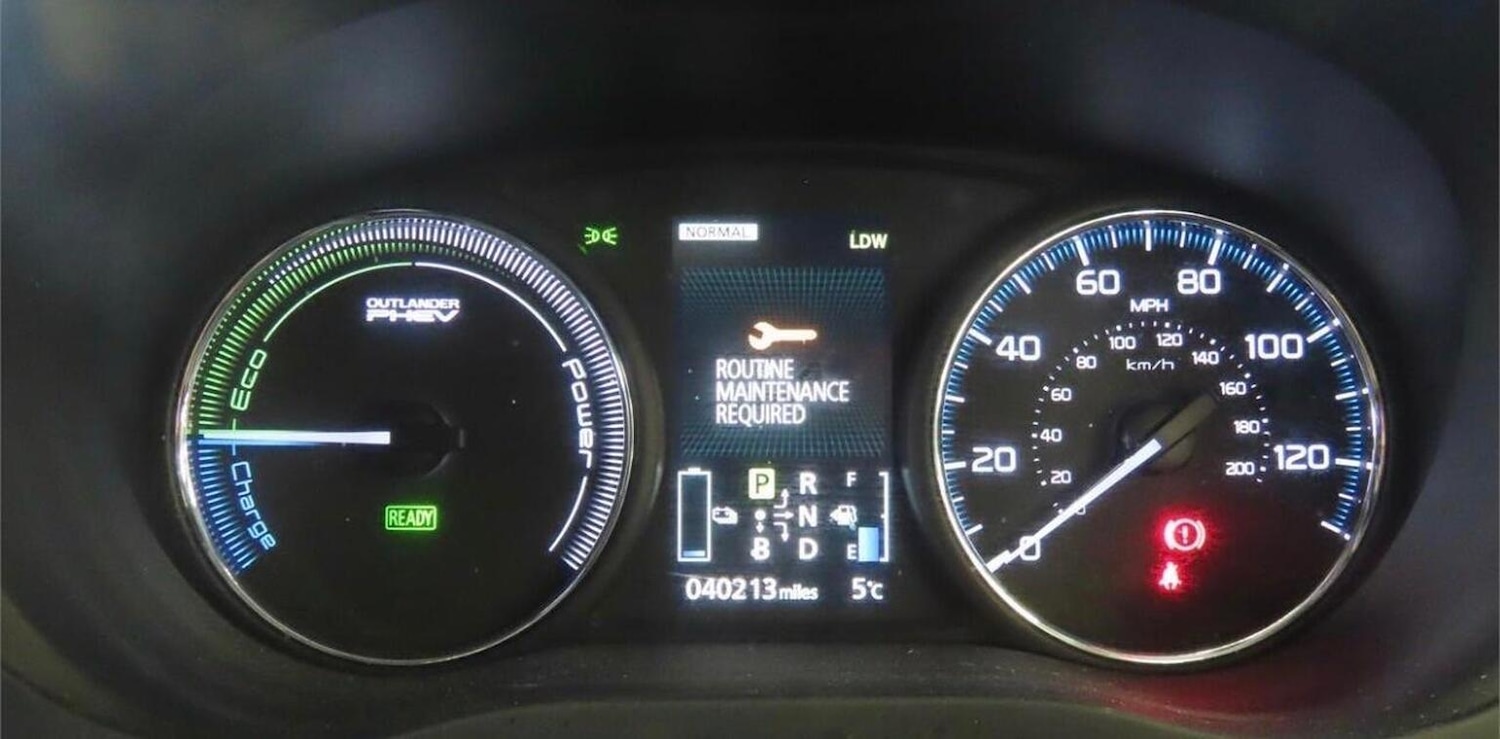 NORMAL
LDW
OUTLANDER
PHEV
Eco
Charge
Power
READY
ROUTINE
MAINTENANCE
REQUIRED
P
R
N
B
D
F
E
040213 miles
5°C
0
20
40
60
80
100
120
MPH
km/h
0
20
40
60
80
100
120
140
160
180
200